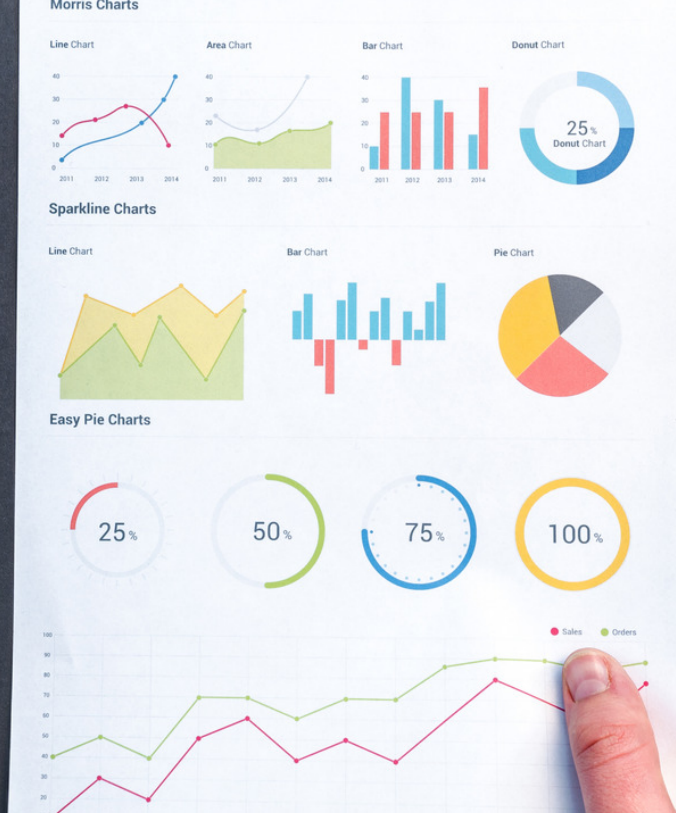 Morris Charts
Line Chart
Area Chart
Bar Chart
Donut Chart
40
30
20
10
0
2011 2012 2013 2014
40
30
20
10
0
2011 2012 2013 2014
40
30
20
10
0
2011 2012 2013 2014
25%
Donut Chart
Sparkline Charts
Line Chart
Bar Chart
Pie Chart
Easy Pie Charts
25%
50%
75%
100%
Sales
Orders
100
90
80
70
60
50
40
30
20